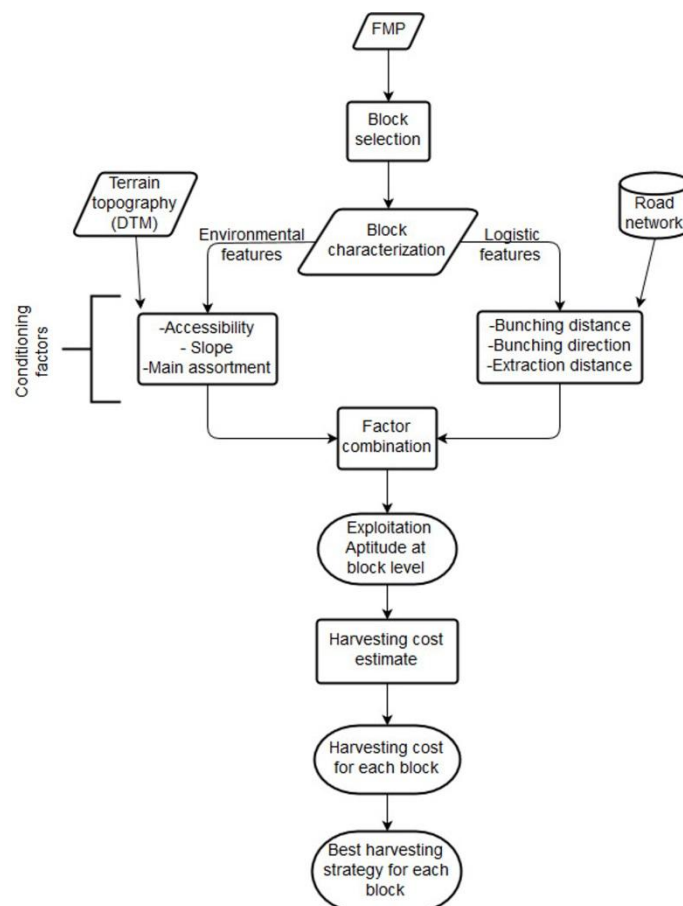 FMP
Block
selection
Terrain
topography
(DTM)
Environmental
features
Block
characterization
Logistic
features
Road
network
Conditioning
factors
-Accessibility
- Slope
-Main assortment
-Bunching distance
-Bunching direction
-Extraction distance
Factor
combination
Exploitation
Aptitude at
block level
Harvesting cost
estimate
Harvesting cost
for each block
Best harvesting
strategy for each
block